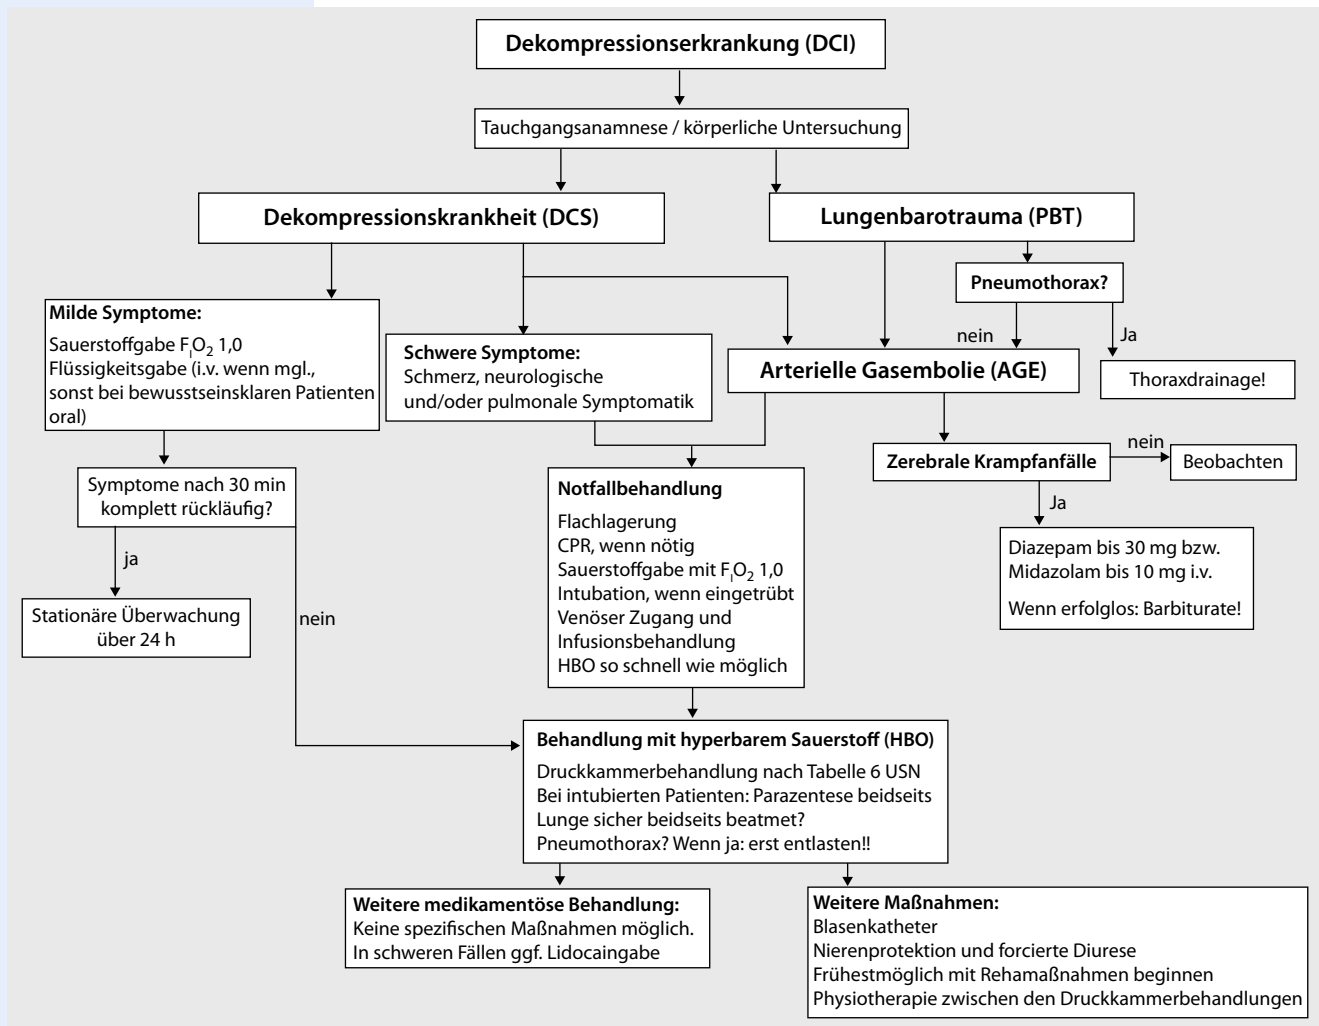 Dekompressionserkrankung (DCI)
Tauchgangsanamnese / körperliche Untersuchung
Dekompressionskrankheit (DCS)
Lungenbarotrauma (PBT)
Pneumothorax?
nein
Ja
Thoraxdrainage!
Milde Symptome:
Sauerstoffgabe FIO2 1,0
Flüssigkeitsgabe (i.v. wenn mgl.,
sonst bei bewusstseinsklaren Patienten
oral)
Schwere Symptome:
Schmerz, neurologische
und/oder pulmonale Symptomatik
Arterielle Gasembolie (AGE)
Zerebrale Krampfanfälle
nein
Beobachten
Ja
Diazepam bis 30 mg bzw.
Midazolam bis 10 mg i.v.
Wenn erfolglos: Barbiturate!
Symptome nach 30 min
komplett rückläufig?
ja
nein
Stationäre Überwachung
über 24 h
Notfallbehandlung
Flachlagerung
CPR, wenn nötig
Sauerstoffgabe mit FIO2 1,0
Intubation, wenn eingetrübt
Venöser Zugang und
Infusionsbehandlung
HBO so schnell wie möglich
Behandlung mit hyperbarem Sauerstoff (HBO)
Druckkammerbehandlung nach Tabelle 6 USN
Bei intubierten Patienten: Parazentese beidseits
Lunge sicher beidseits beatmet?
Pneumothorax? Wenn ja: erst entlasten!!
Weitere medikamentöse Behandlung:
Keine spezifischen Maßnahmen möglich.
In schweren Fällen ggf. Lidocaingabe
Weitere Maßnahmen:
Blasenkatheter
Nierenprotektion und forcierte Diurese
Frühestmöglich mit Rehamaßnahmen beginnen
Physiotherapie zwischen den Druckkammerbehandlungen